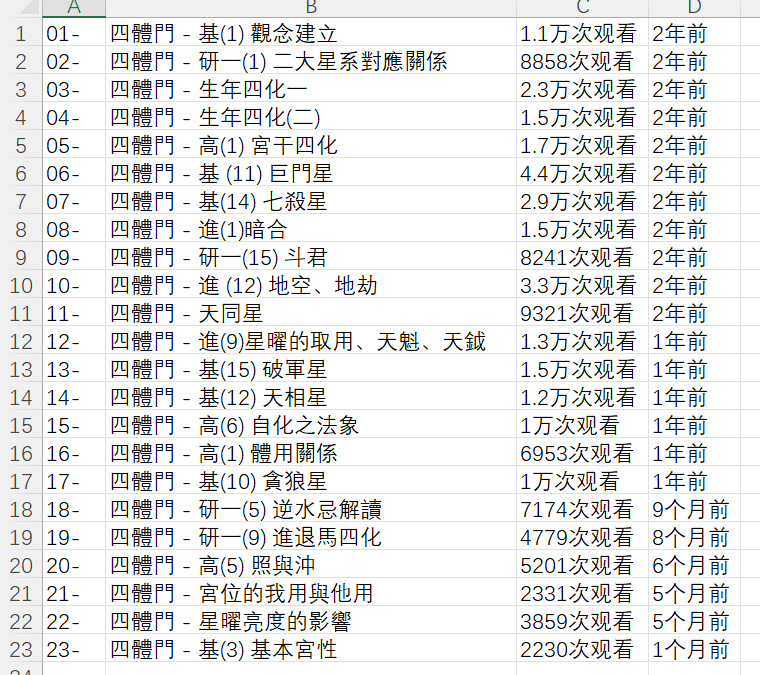 A B C D
1 01- 四體門 - 基(1) 觀念建立 1.1万次观看 2年前
2 02- 四體門 - 研一(1) 二大星系對應關係 8858次观看 2年前
3 03- 四體門 - 生年四化一 2.3万次观看 2年前
4 04- 四體門 - 生年四化(二) 1.5万次观看 2年前
5 05- 四體門 - 高(1) 宮干四化 1.7万次观看 2年前
6 06- 四體門 - 基 (11) 巨門星 4.4万次观看 2年前
7 07- 四體門 - 基(14) 七殺星 2.9万次观看 2年前
8 08- 四體門 - 進(1)暗合 1.5万次观看 2年前
9 09- 四體門 - 研一(15) 斗君 8241次观看 2年前
10 10- 四體門 - 進 (12) 地空、地劫 3.3万次观看 2年前
11 11- 四體門 - 天同星 9321次观看 2年前
12 12- 四體門 - 進(9)星曜的取用、天魁、天鉞 1.3万次观看 1年前
13 13- 四體門 - 基(15) 破軍星 1.5万次观看 1年前
14 14- 四體門 - 基(12) 天相星 1.2万次观看 1年前
15 15- 四體門 - 高(6) 自化之法象 1万次观看 1年前
16 16- 四體門 - 高(1) 體用關係 6953次观看 1年前
17 17- 四體門 - 基(10) 貪狼星 1万次观看 1年前
18 18- 四體門 - 研一(5) 逆水忌解讀 7174次观看 9个月前
19 19- 四體門 - 研一(9) 進退馬四化 4779次观看 8个月前
20 20- 四體門 - 高(5) 照與沖 5201次观看 6个月前
21 21- 四體門 - 宮位的我用與他用 2331次观看 5个月前
22 22- 四體門 - 星曜亮度的影響 3859次观看 5个月前
23 23- 四體門 - 基(3) 基本宮性 2230次观看 1个月前